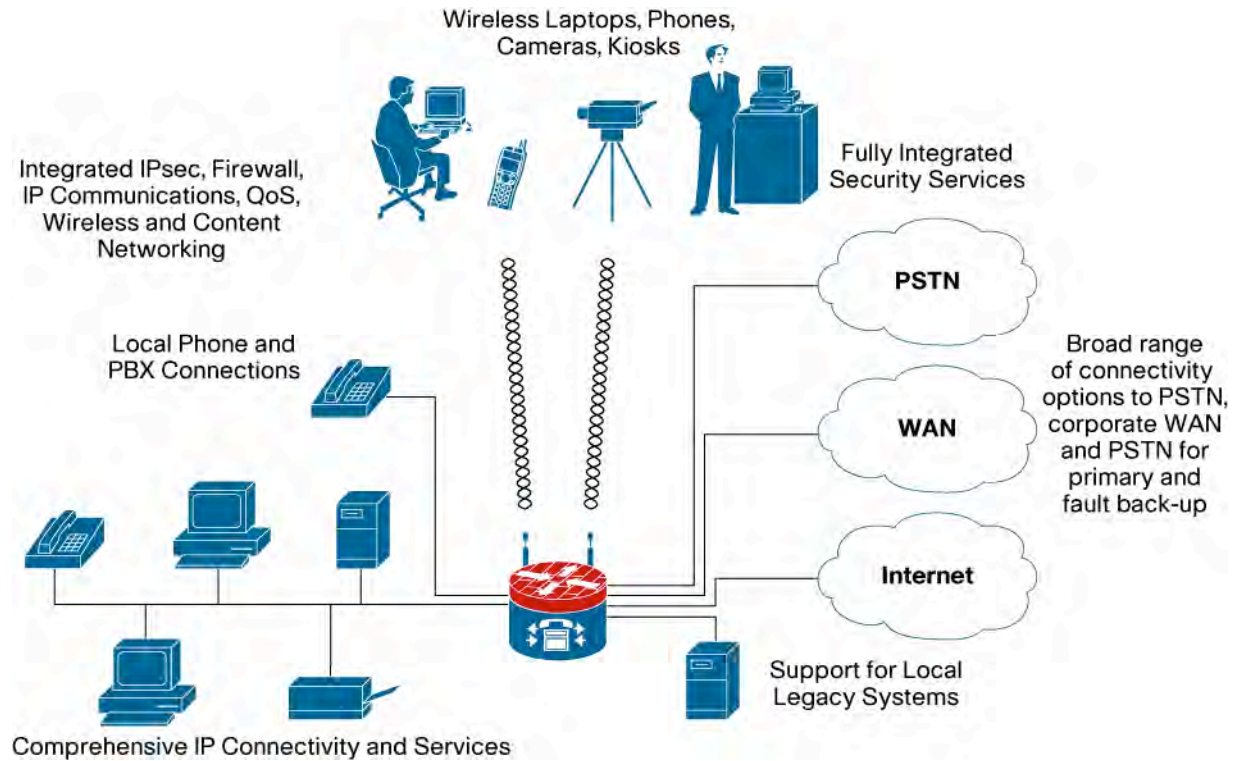 Wireless Laptops, Phones,
Cameras, Kiosks
Integrated IPsec, Firewall,
IP Communications, QoS,
Wireless and Content
Networking
Fully Integrated
Security Services
PSTN
Local Phone and
PBX Connections
WAN
Broad range
of connectivity
options to PSTN,
corporate WAN
and PSTN for
primary and
fault back-up
Internet
Support for Local
Legacy Systems
Comprehensive IP Connectivity and Services